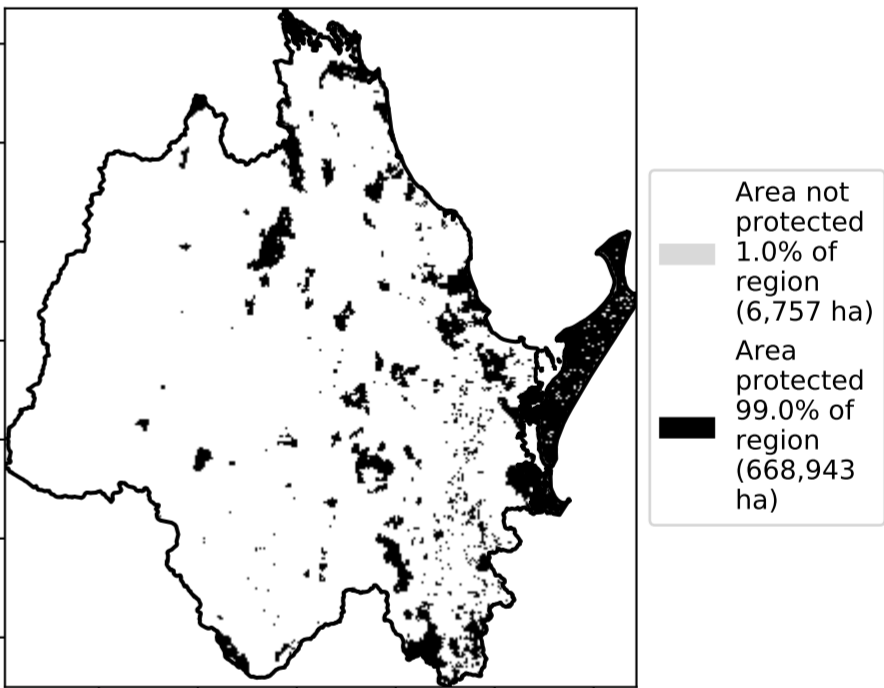 Area not
protected
1.0% of
region
(6,757 ha)
Area
protected
99.0% of
region
(668,943
ha)